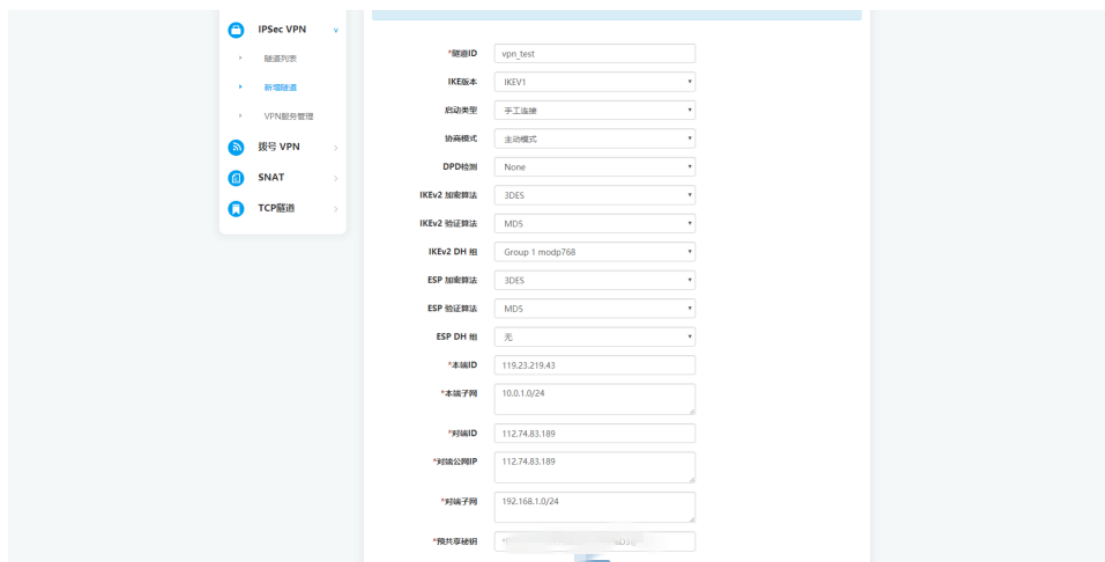 IPSec VPN
隧道列表
新增隧道
VPN服务管理
拨号 VPN
SNAT
TCP隧道
*隧道ID vpn_test
IKE版本 IKEV1
启动类型 手工连接
协商模式 主动模式
DPD检测 None
IKEv2 加密算法 3DES
IKEv2 验证算法 MD5
IKEv2 DH 组 Group 1 modp768
ESP 加密算法 3DES
ESP 验证算法 MD5
ESP DH 组 无
*本端ID 119.23.219.43
*本端子网 10.0.1.0/24
*对端ID 112.74.83.189
*对端公网IP 112.74.83.189
*对端子网 192.168.1.0/24
*预共享秘钥